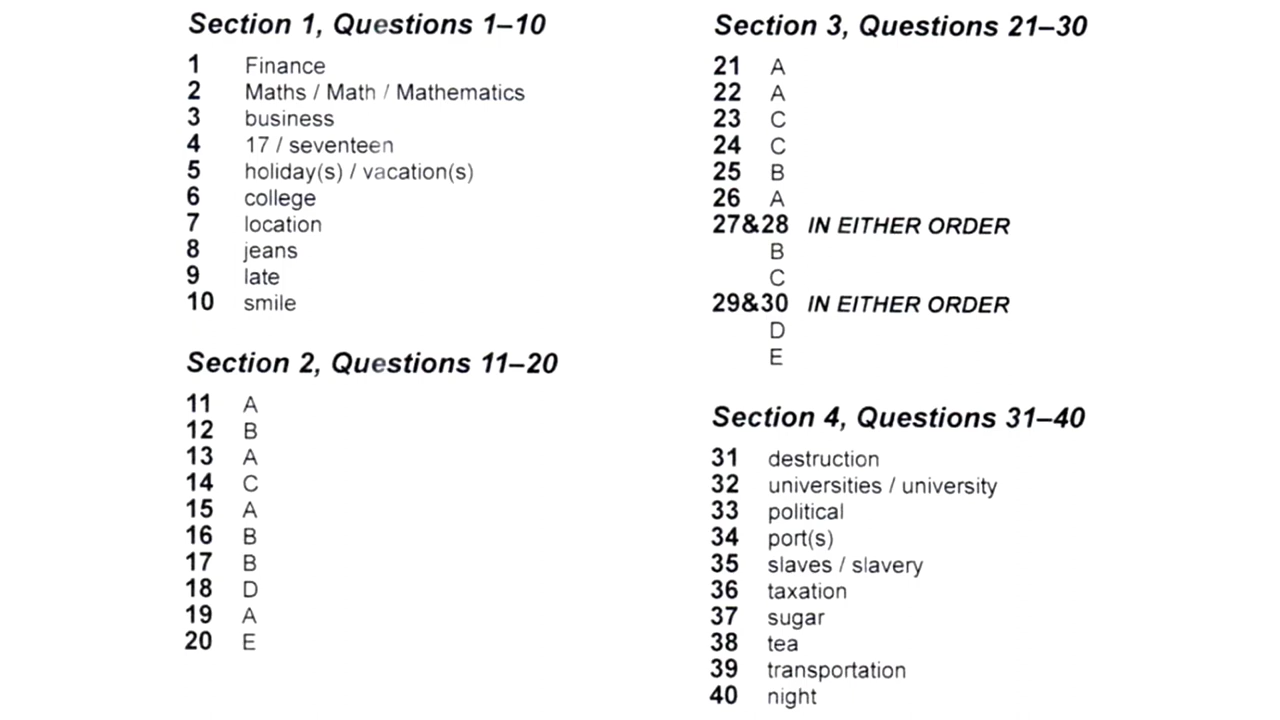 Section 1, Questions 1–10
1 Finance
2 Maths / Math / Mathematics
3 business
4 17 / seventeen
5 holiday(s) / vacation(s)
6 college
7 location
8 jeans
9 late
10 smile
Section 2, Questions 11–20
11 A
12 B
13 A
14 C
15 A
16 B
17 B
18 D
19 A
20 E
Section 3, Questions 21–30
21 A
22 A
23 C
24 C
25 B
26 A
27&28 IN EITHER ORDER
B
C
29&30 IN EITHER ORDER
D
E
Section 4, Questions 31–40
31 destruction
32 universities / university
33 political
34 port(s)
35 slaves / slavery
36 taxation
37 sugar
38 tea
39 transportation
40 night